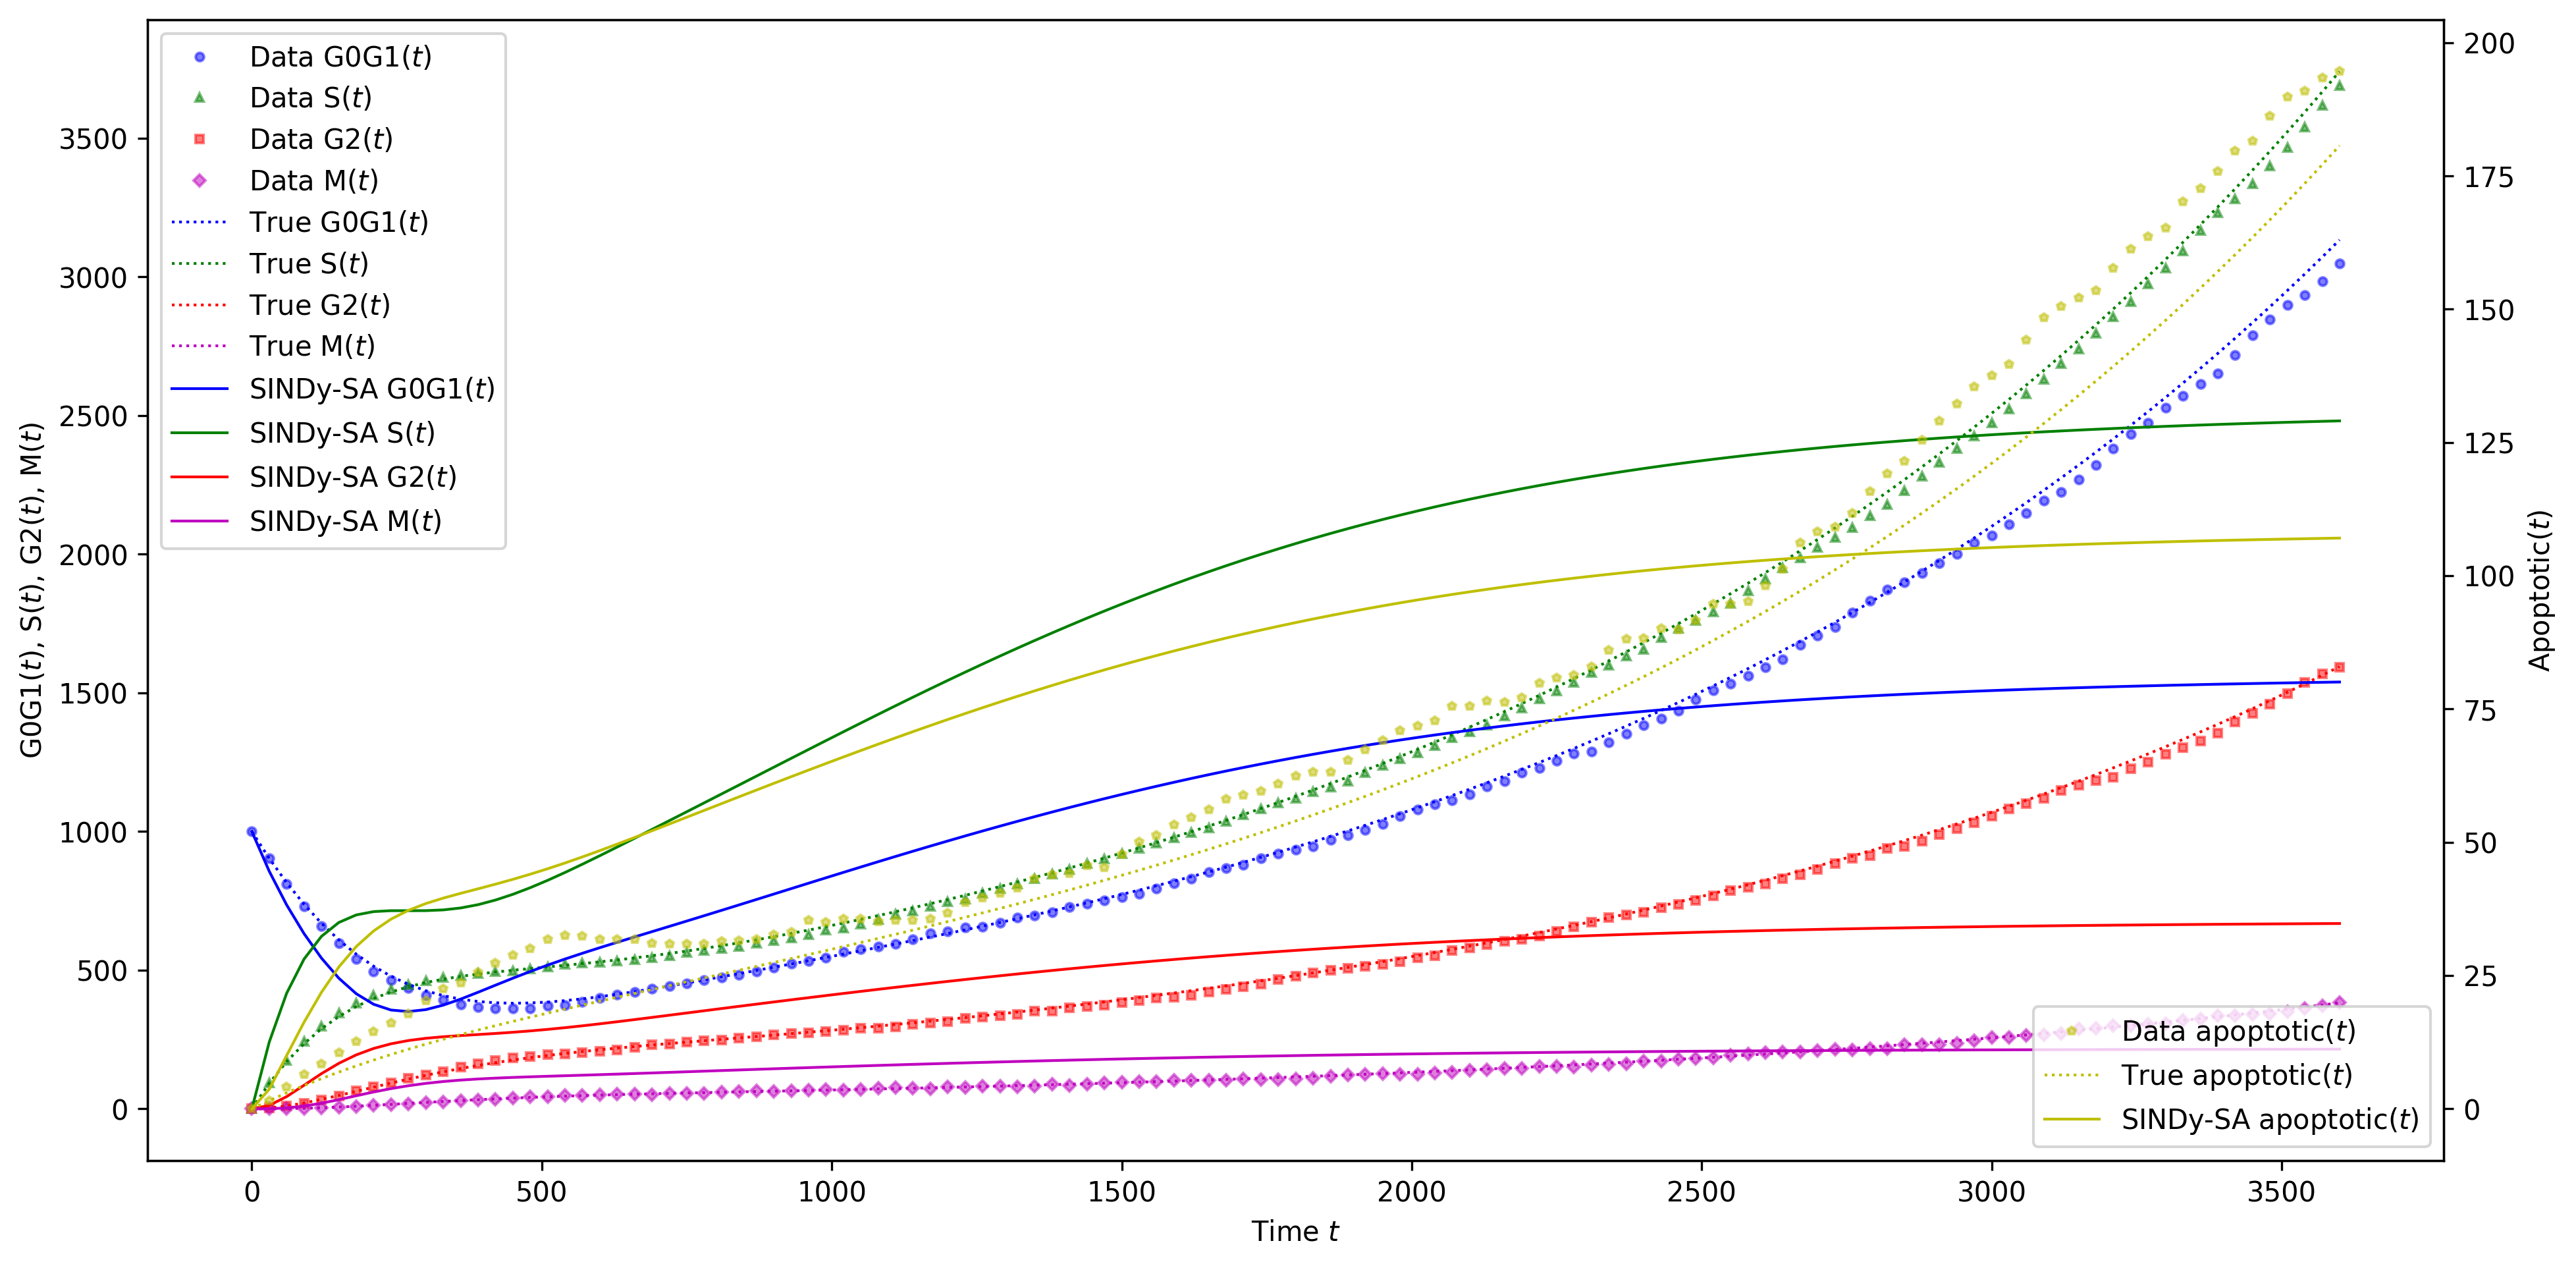 Data G0G1(t)
Data S(t)
Data G2(t)
Data M(t)
True G0G1(t)
True S(t)
True G2(t)
True M(t)
SINDy-SA G0G1(t)
SINDy-SA S(t)
SINDy-SA G2(t)
SINDy-SA M(t)
G0G1(t), S(t), G2(t), M(t)
3500
3000
2500
2000
1500
1000
500
0
200
175
150
125
100
75
50
25
0
Apoptotic(t)
Data apoptotic(t)
True apoptotic(t)
SINDy-SA apoptotic(t)
0 500 1000 1500 2000 2500 3000 3500
Time t